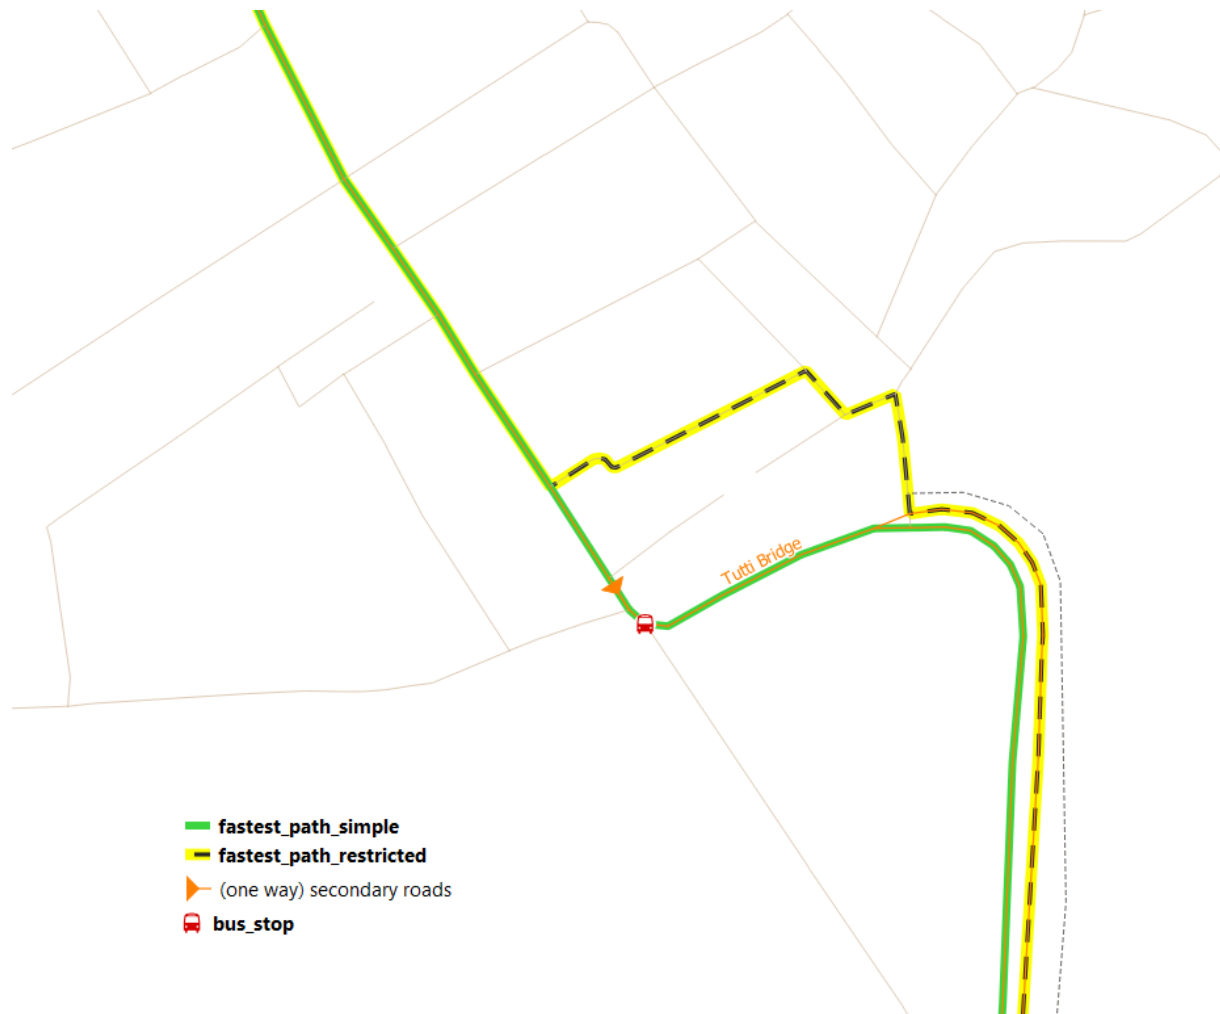 Tutti Bridge
fastest_path_simple
fastest_path_restricted
(one way) secondary roads
bus_stop